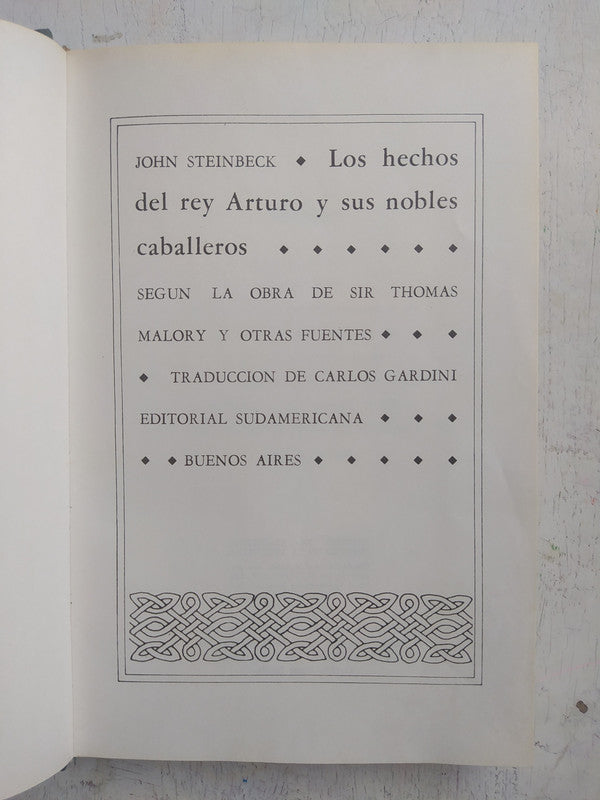 JOHN STEINBECK ◆ Los hechos
del rey Arturo y sus nobles
caballeros ◆ ◆ ◆ ◆ ◆ ◆
SEGUN LA OBRA DE SIR THOMAS
MALORY Y OTRAS FUENTES ◆ ◆ ◆
◆ TRADUCCION DE CARLOS GARDINI
EDITORIAL SUDAMERICANA ◆ ◆ ◆
◆ ◆ BUENOS AIRES ◆ ◆ ◆ ◆ ◆